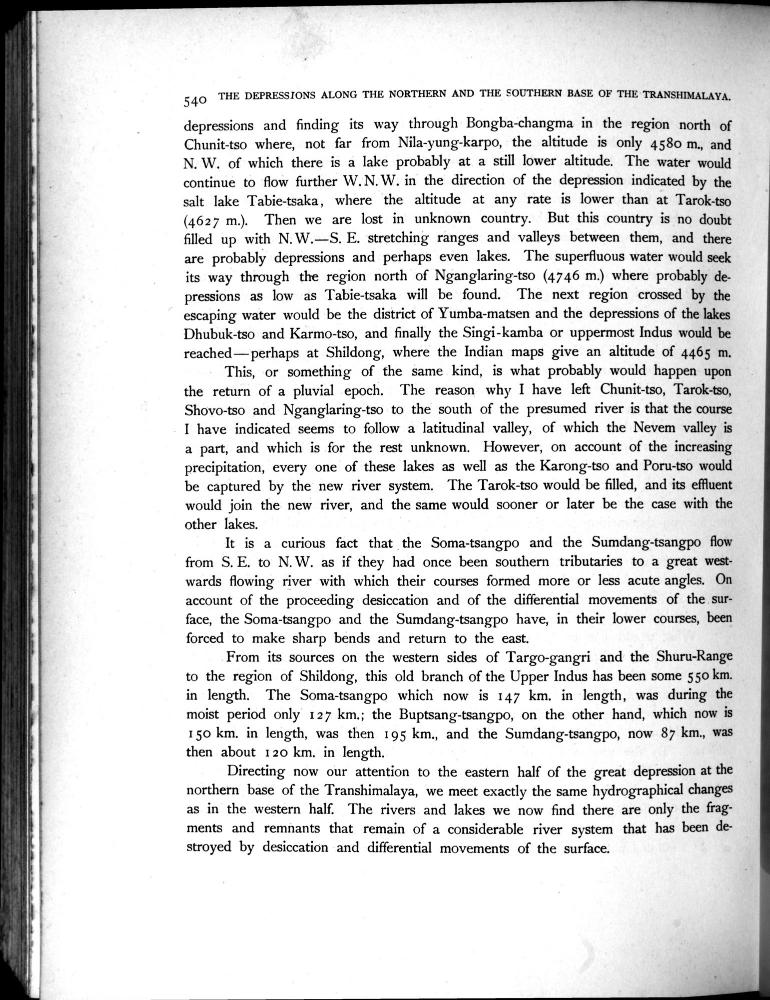 540 THE DEPRESSIONS ALONG THE NORTHERN AND THE SOUTHERN BASE OF THE TRANSHIMALAYA.
depressions and finding its way through Bongba-changma in the region north of
Chunit-tso where, not far from Nila-yung-karpo, the altitude is only 4580 m., and
N. W. of which there is a lake probably at a still lower altitude. The water would
continue to flow further W. N. W. in the direction of the depression indicated by the
salt lake Tabie-tsaka, where the altitude at any rate is lower than at Tarok-tso
(4627 m.). Then we are lost in unknown country. But this country is no doubt
filled up with N. W.—S. E. stretching ranges and valleys between them, and there
are probably depressions and perhaps even lakes. The superfluous water would seek
its way through the region north of Nganglaring-tso (4746 m.) where probably de-
pressions as low as Tabie-tsaka will be found. The next region crossed by the
escaping water would be the district of Yumba-matsen and the depressions of the lakes
Dhubuk-tso and Karmo-tso, and finally the Singi-kamba or uppermost Indus would be
reached—perhaps at Shildong, where the Indian maps give an altitude of 4465 m.
This, or something of the same kind, is what probably would happen upon
the return of a pluvial epoch. The reason why I have left Chunit-tso, Tarok-tso,
Shovo-tso and Nganglaring-tso to the south of the presumed river is that the course
I have indicated seems to follow a latitudinal valley, of which the Nevem valley is
a part, and which is for the rest unknown. However, on account of the increasing
precipitation, every one of these lakes as well as the Karong-tso and Poru-tso would
be captured by the new river system. The Tarok-tso would be filled, and its effluent
would join the new river, and the same would sooner or later be the case with the
other lakes.
It is a curious fact that the Soma-tsangpo and the Sumdang-tsangpo flow
from S. E. to N. W. as if they had once been southern tributaries to a great west-
wards flowing river with which their courses formed more or less acute angles. On
account of the proceeding desiccation and of the differential movements of the sur-
face, the Soma-tsangpo and the Sumdang-tsangpo have, in their lower courses, been
forced to make sharp bends and return to the east.
From its sources on the western sides of Targo-gangri and the Shuru-Range
to the region of Shildong, this old branch of the Upper Indus has been some 550 km.
in length. The Soma-tsangpo which now is 147 km. in length, was during the
moist period only 127 km.; the Buptsang-tsangpo, on the other hand, which now is
150 km. in length, was then 195 km., and the Sumdang-tsangpo, now 87 km., was
then about 120 km. in length.
Directing now our attention to the eastern half of the great depression at the
northern base of the Transhimalaya, we meet exactly the same hydrographical changes
as in the western half. The rivers and lakes we now find there are only the frag-
ments and remnants that remain of a considerable river system that has been de-
stroyed by desiccation and differential movements of the surface.